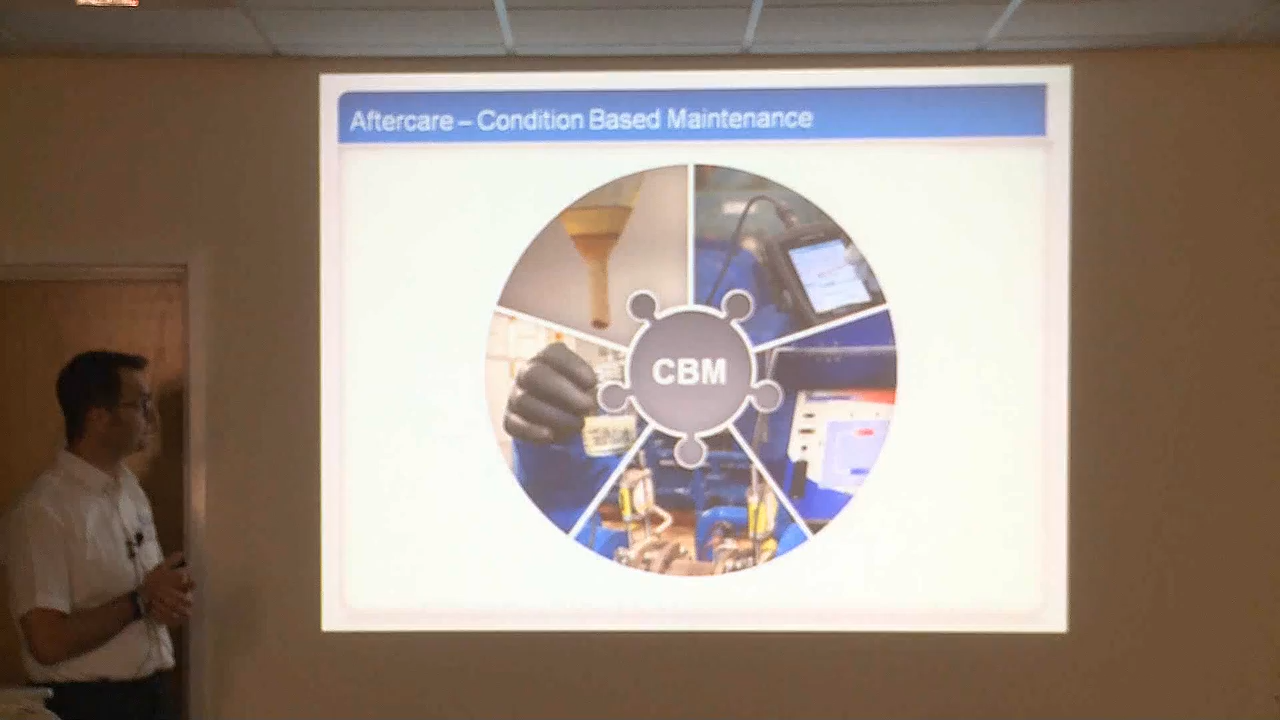 Aftercare – Condition Based Maintenance
CBM